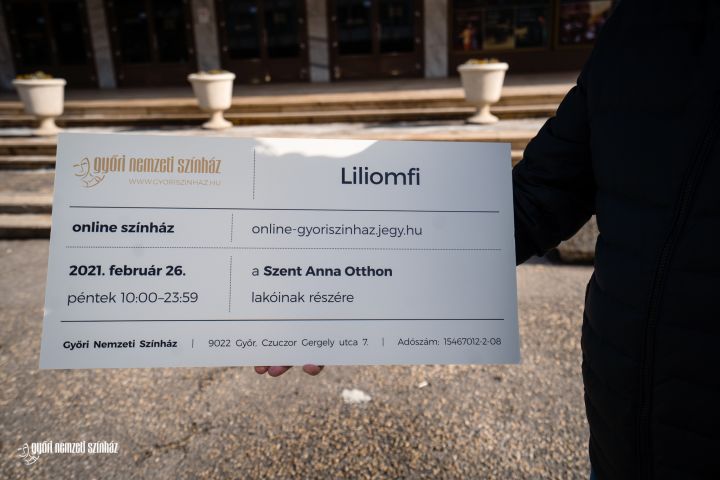 győri nemzeti színház
WWW.GYORISZINHAZ.HU
Liliomfi
online színház
online-gyoriszinhaz.jegy.hu
2021. február 26.
péntek 10:00–23:59
a Szent Anna Otthon
lakóinak részére
Győri Nemzeti Színház | 9022 Győr, Czuczor Gergely utca 7. | Adószám: 15467012-2-08
győri nemzeti színház